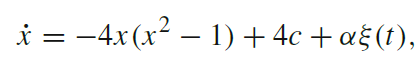 ẋ = −4x(x² − 1) + 4c + αξ(t),